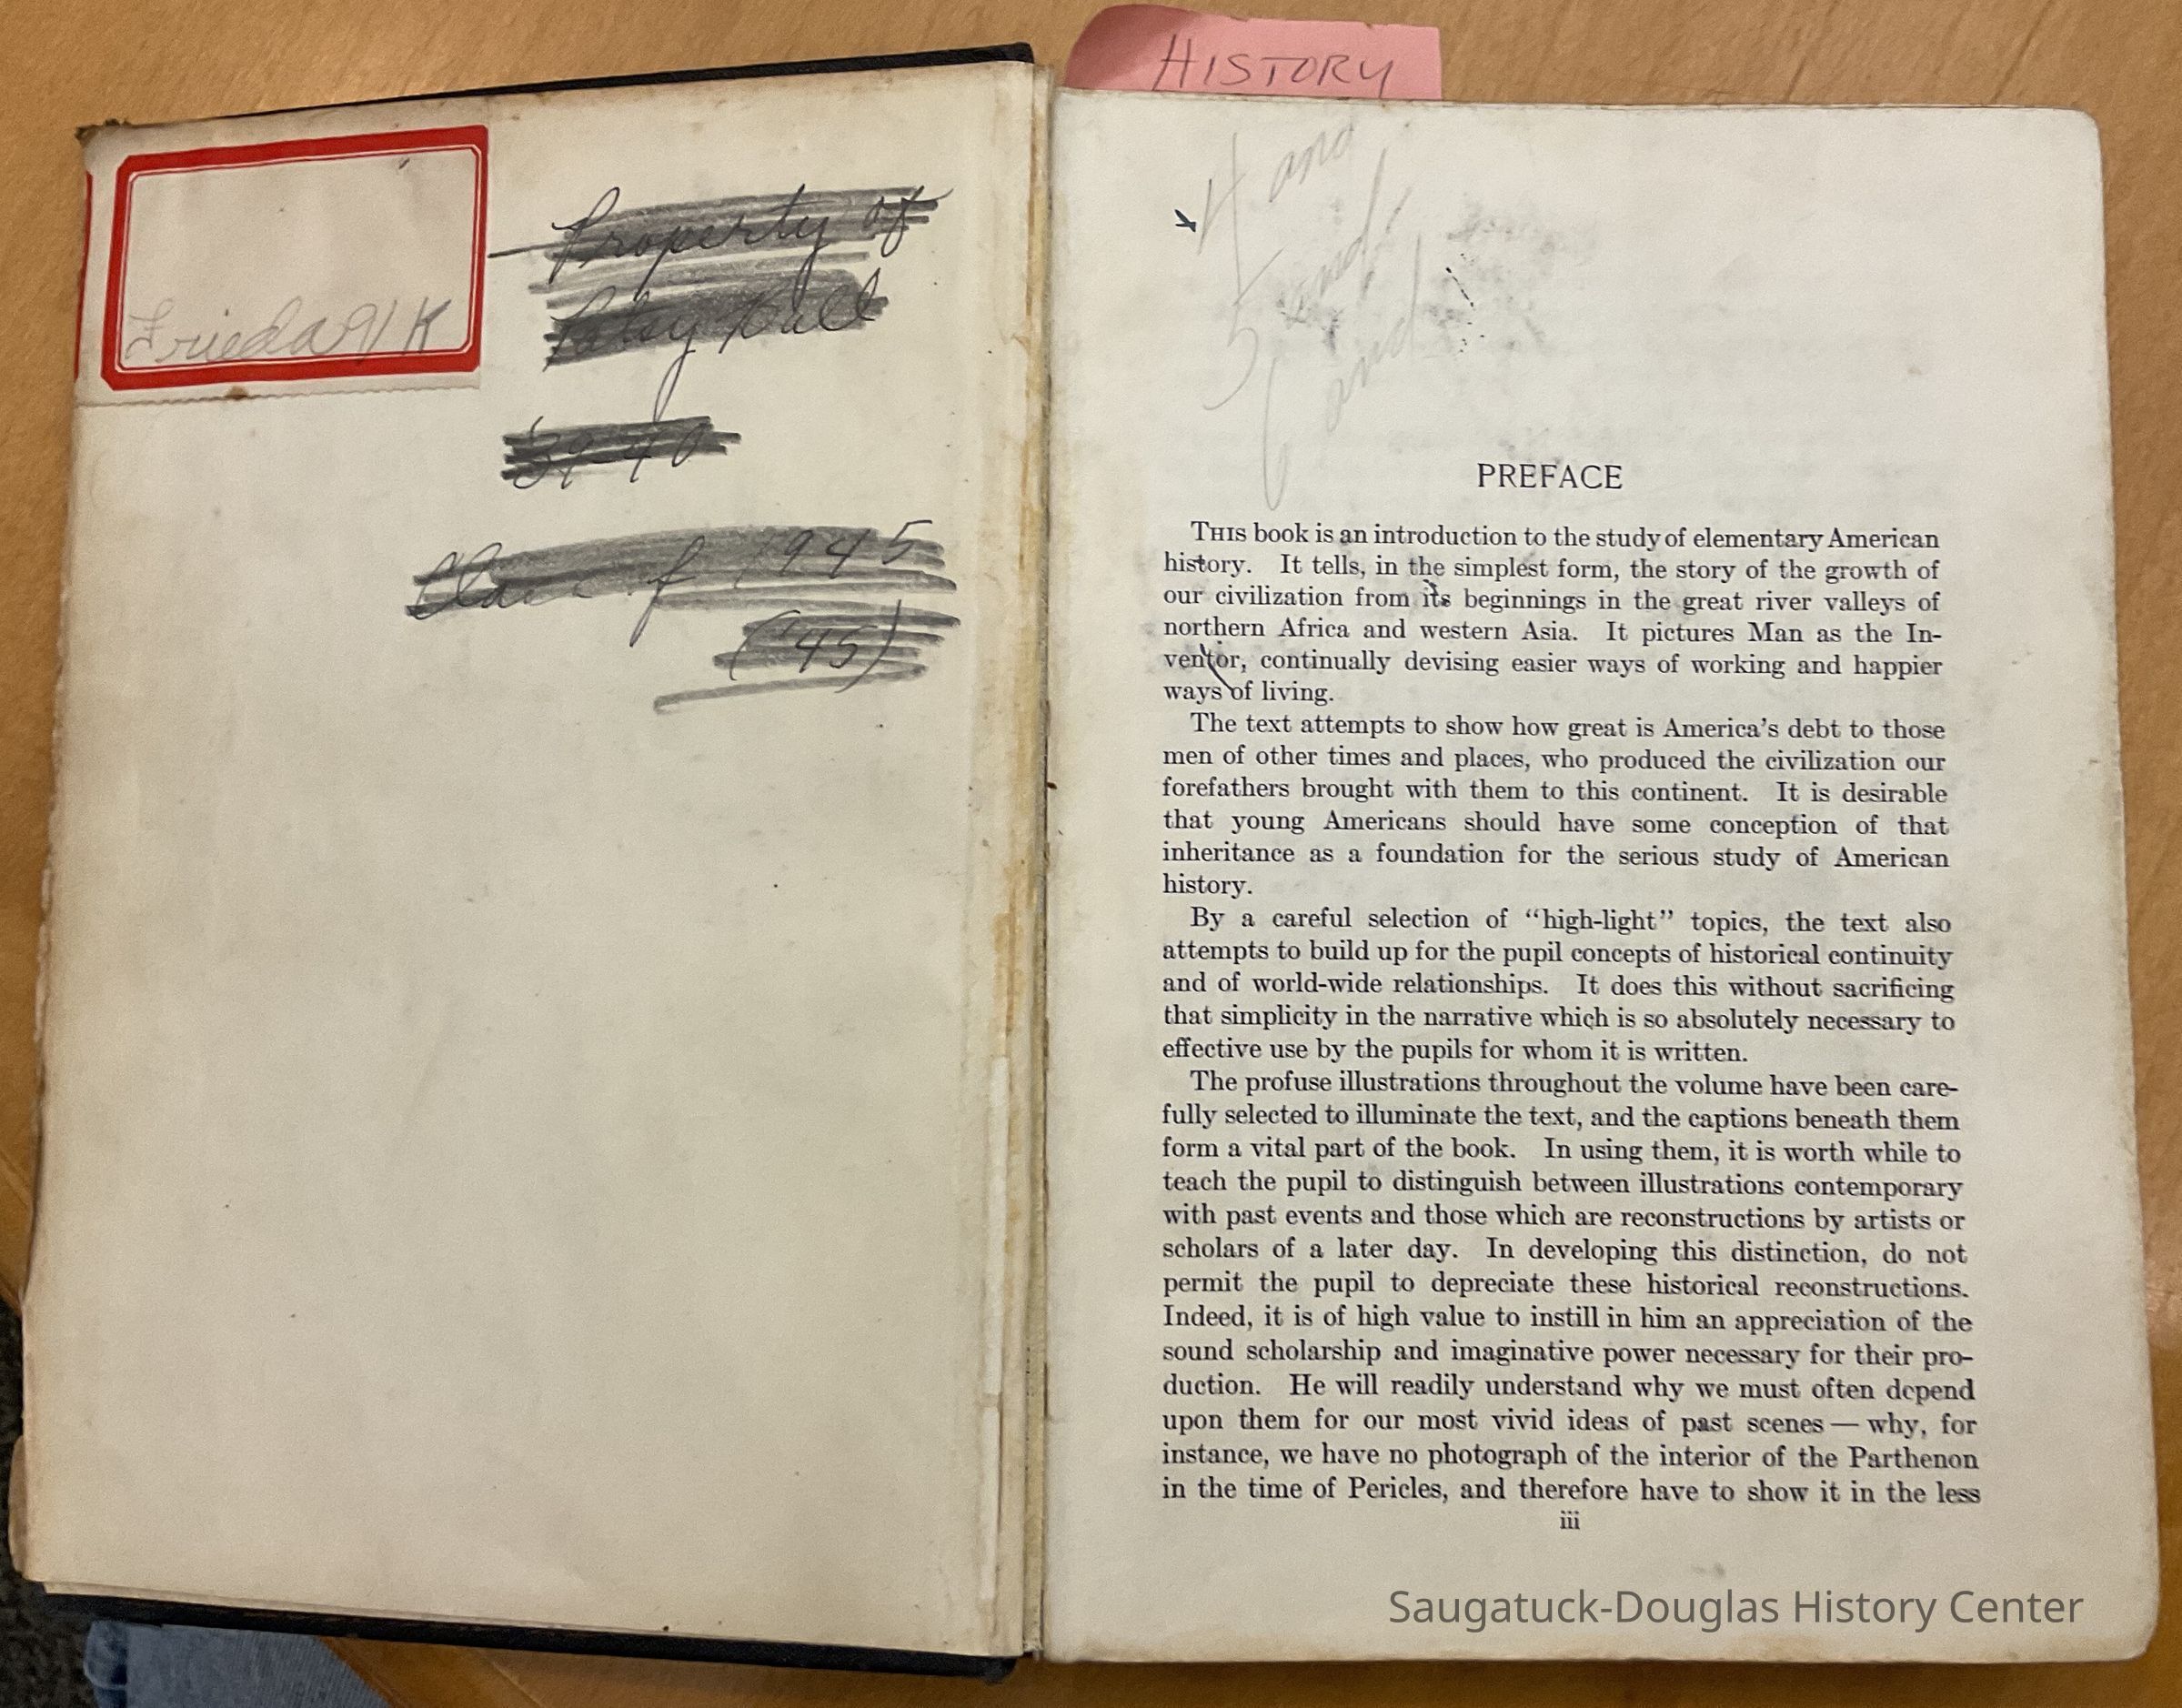 HISTORY
Frieda
Property of
39-40
Class of 1945
('45)
4 and
5 and
6 and
PREFACE
THIS book is an introduction to the study of elementary American
history. It tells, in the simplest form, the story of the growth of
our civilization from its beginnings in the great river valleys of
northern Africa and western Asia. It pictures Man as the In-
ventor, continually devising easier ways of working and happier
ways of living.
The text attempts to show how great is America's debt to those
men of other times and places, who produced the civilization our
forefathers brought with them to this continent. It is desirable
that young Americans should have some conception of that
inheritance as a foundation for the serious study of American
history.
By a careful selection of "high-light" topics, the text also
attempts to build up for the pupil concepts of historical continuity
and of world-wide relationships. It does this without sacrificing
that simplicity in the narrative which is so absolutely necessary to
effective use by the pupils for whom it is written.
The profuse illustrations throughout the volume have been care-
fully selected to illuminate the text, and the captions beneath them
form a vital part of the book. In using them, it is worth while to
teach the pupil to distinguish between illustrations contemporary
with past events and those which are reconstructions by artists or
scholars of a later day. In developing this distinction, do not
permit the pupil to depreciate these historical reconstructions.
Indeed, it is of high value to instill in him an appreciation of the
sound scholarship and imaginative power necessary for their pro-
duction. He will readily understand why we must often depend
upon them for our most vivid ideas of past scenes — why, for
instance, we have no photograph of the interior of the Parthenon
in the time of Pericles, and therefore have to show it in the less
iii
Saugatuck-Douglas History Center